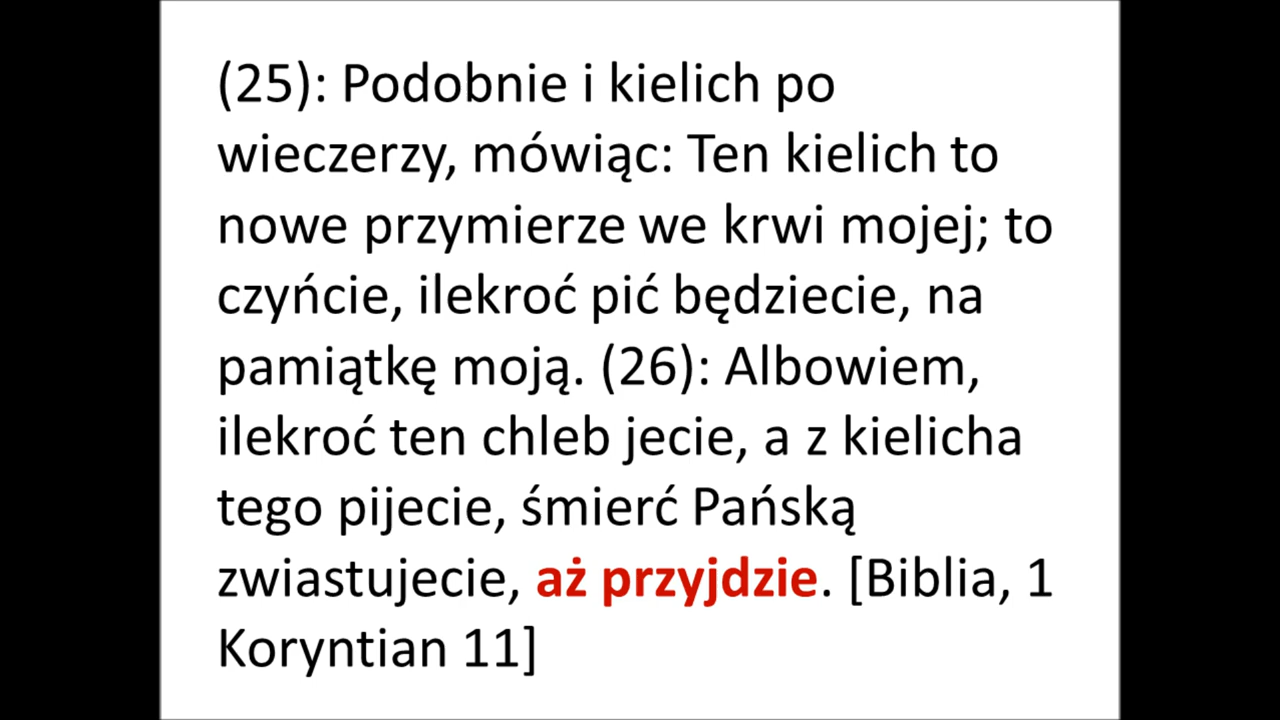 (25): Podobnie i kielich po
wieczerzy, mówiąc: Ten kielich to
nowe przymierze we krwi mojej; to
czyńcie, ilekroć pić będziecie, na
pamiątkę moją. (26): Albowiem,
ilekroć ten chleb jecie, a z kielicha
tego pijecie, śmierć Pańską
zwiastujecie, aż przyjdzie. [Biblia, 1
Koryntian 11]